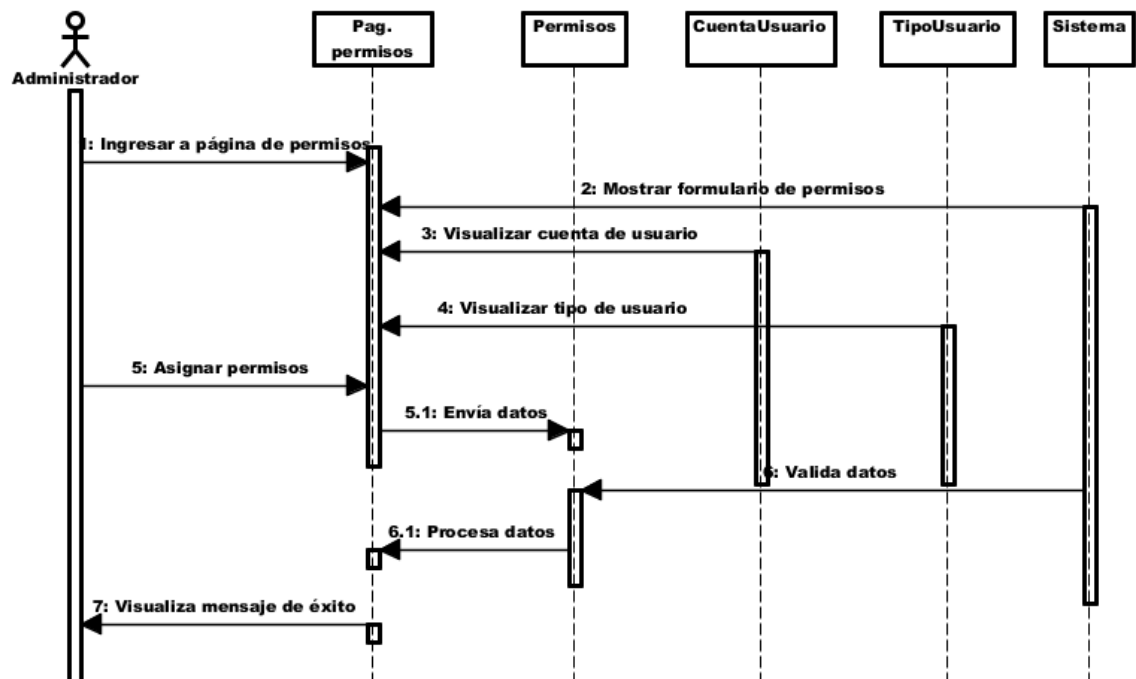 Administrador
Pag.
permisos
Permisos
CuentaUsuario
TipoUsuario
Sistema
1: Ingresar a página de permisos
2: Mostrar formulario de permisos
3: Visualizar cuenta de usuario
4: Visualizar tipo de usuario
5: Asignar permisos
5.1: Envía datos
6: Valida datos
6.1: Procesa datos
7: Visualiza mensaje de éxito